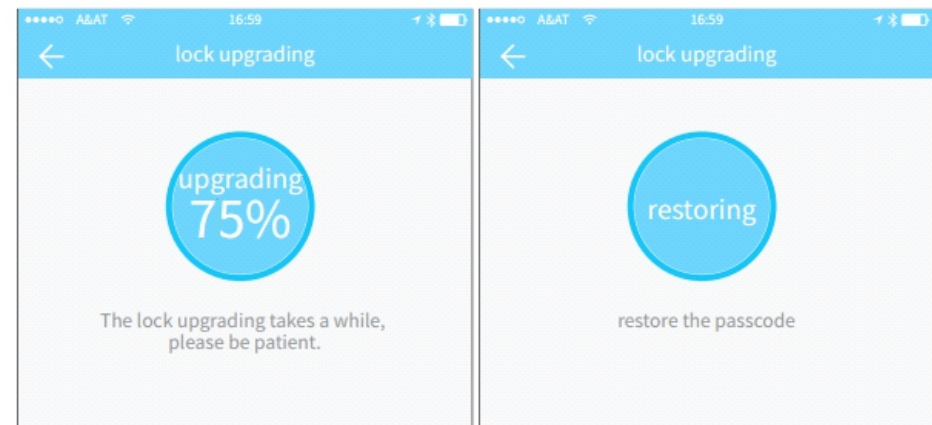 A&AT 16:59
lock upgrading
upgrading
75%
The lock upgrading takes a while,
please be patient.
A&AT 16:59
lock upgrading
restoring
restore the passcode